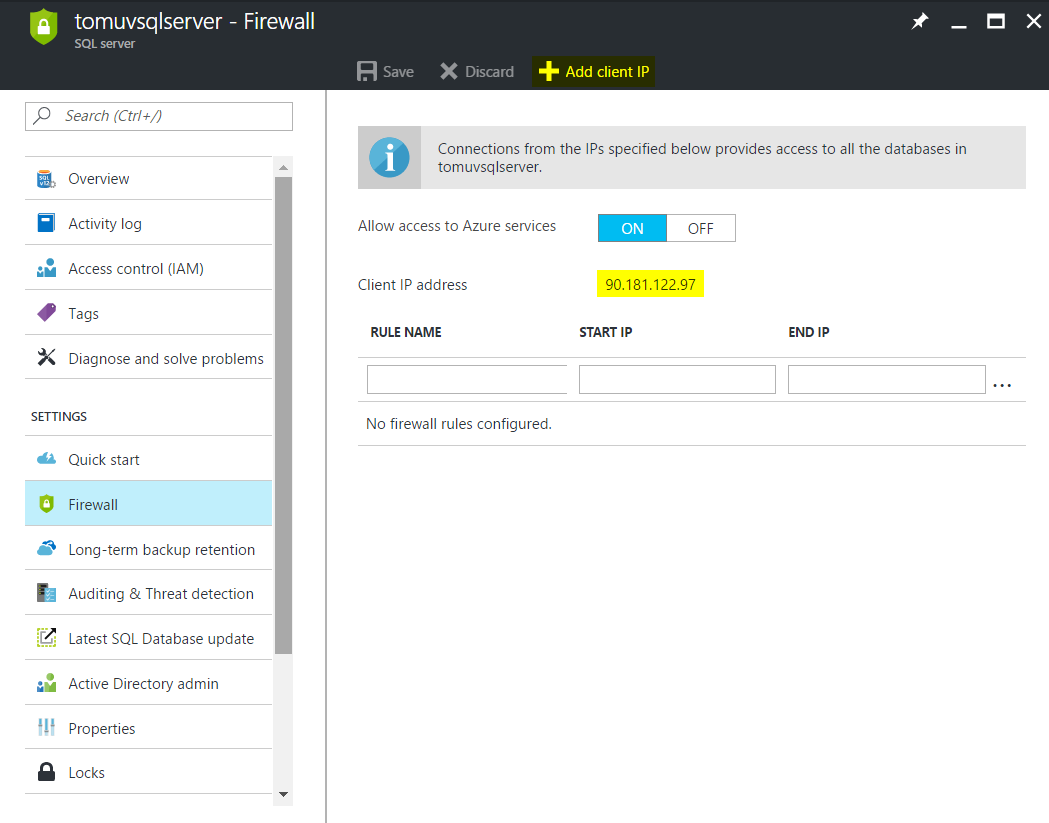 tomuvsqlserver - Firewall
SQL server
Save Discard Add client IP
Search (Ctrl+/)
Overview
Activity log
Access control (IAM)
Tags
Diagnose and solve problems
SETTINGS
Quick start
Firewall
Long-term backup retention
Auditing & Threat detection
Latest SQL Database update
Active Directory admin
Properties
Locks
Connections from the IPs specified below provides access to all the databases in
tomuvsqlserver.
Allow access to Azure services ON OFF
Client IP address 90.181.122.97
RULE NAME START IP END IP
...
No firewall rules configured.